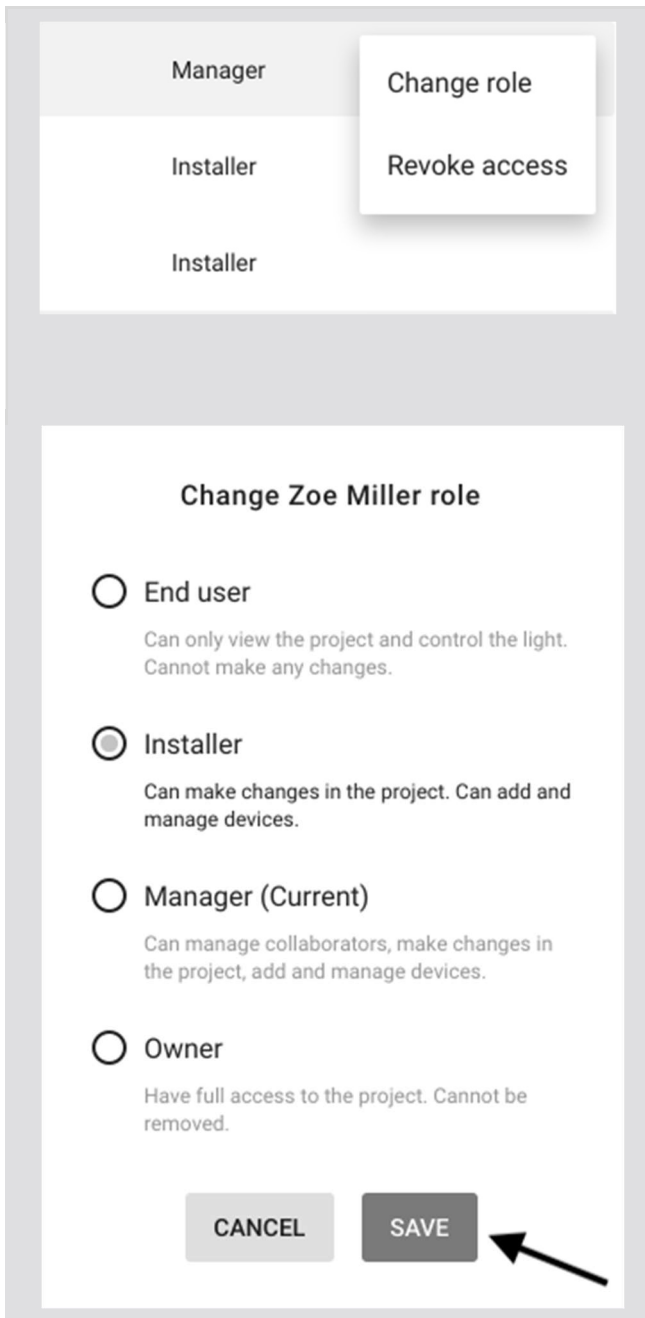 Manager
Change role
Installer
Revoke access
Installer
Change Zoe Miller role
End user
Can only view the project and control the light.
Cannot make any changes.
Installer
Can make changes in the project. Can add and
manage devices.
Manager (Current)
Can manage collaborators, make changes in
the project, add and manage devices.
Owner
Have full access to the project. Cannot be
removed.
CANCEL SAVE